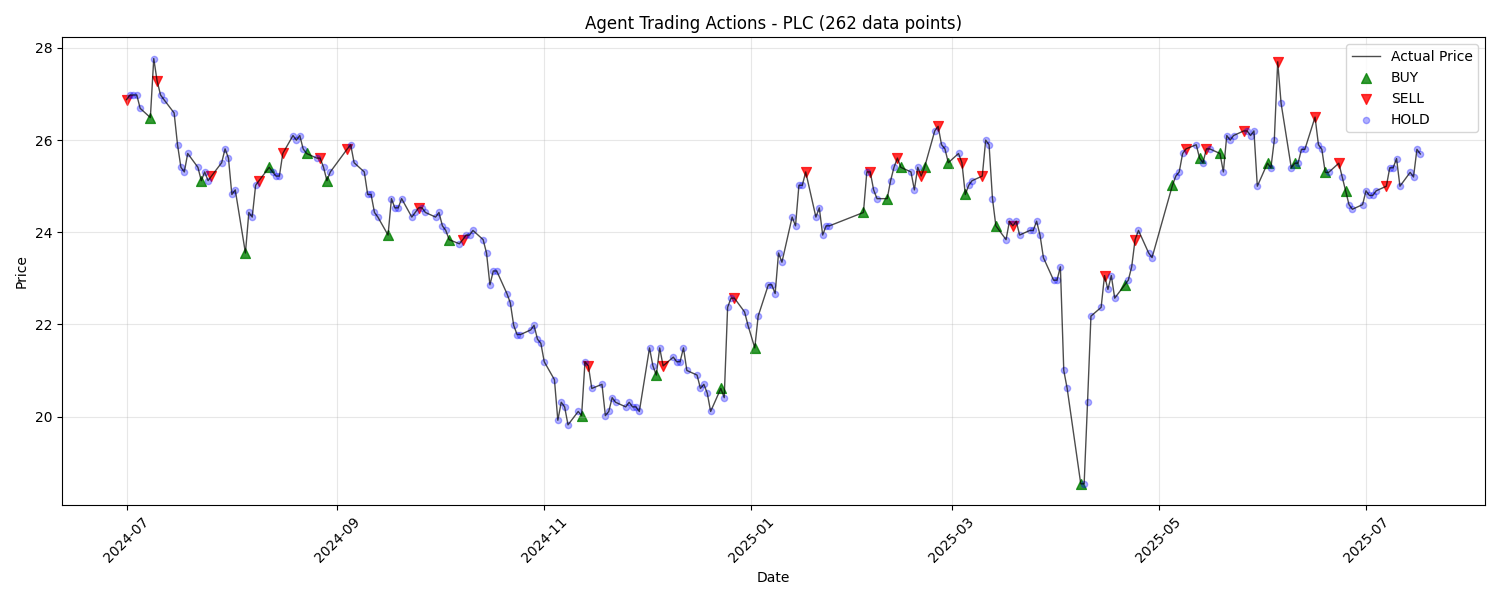 Agent Trading Actions - PLC (262 data points)
Actual Price
BUY
SELL
HOLD
Price
28
26
24
22
20
2024-07
2024-09
2024-11
2025-01
2025-03
2025-05
2025-07
Date